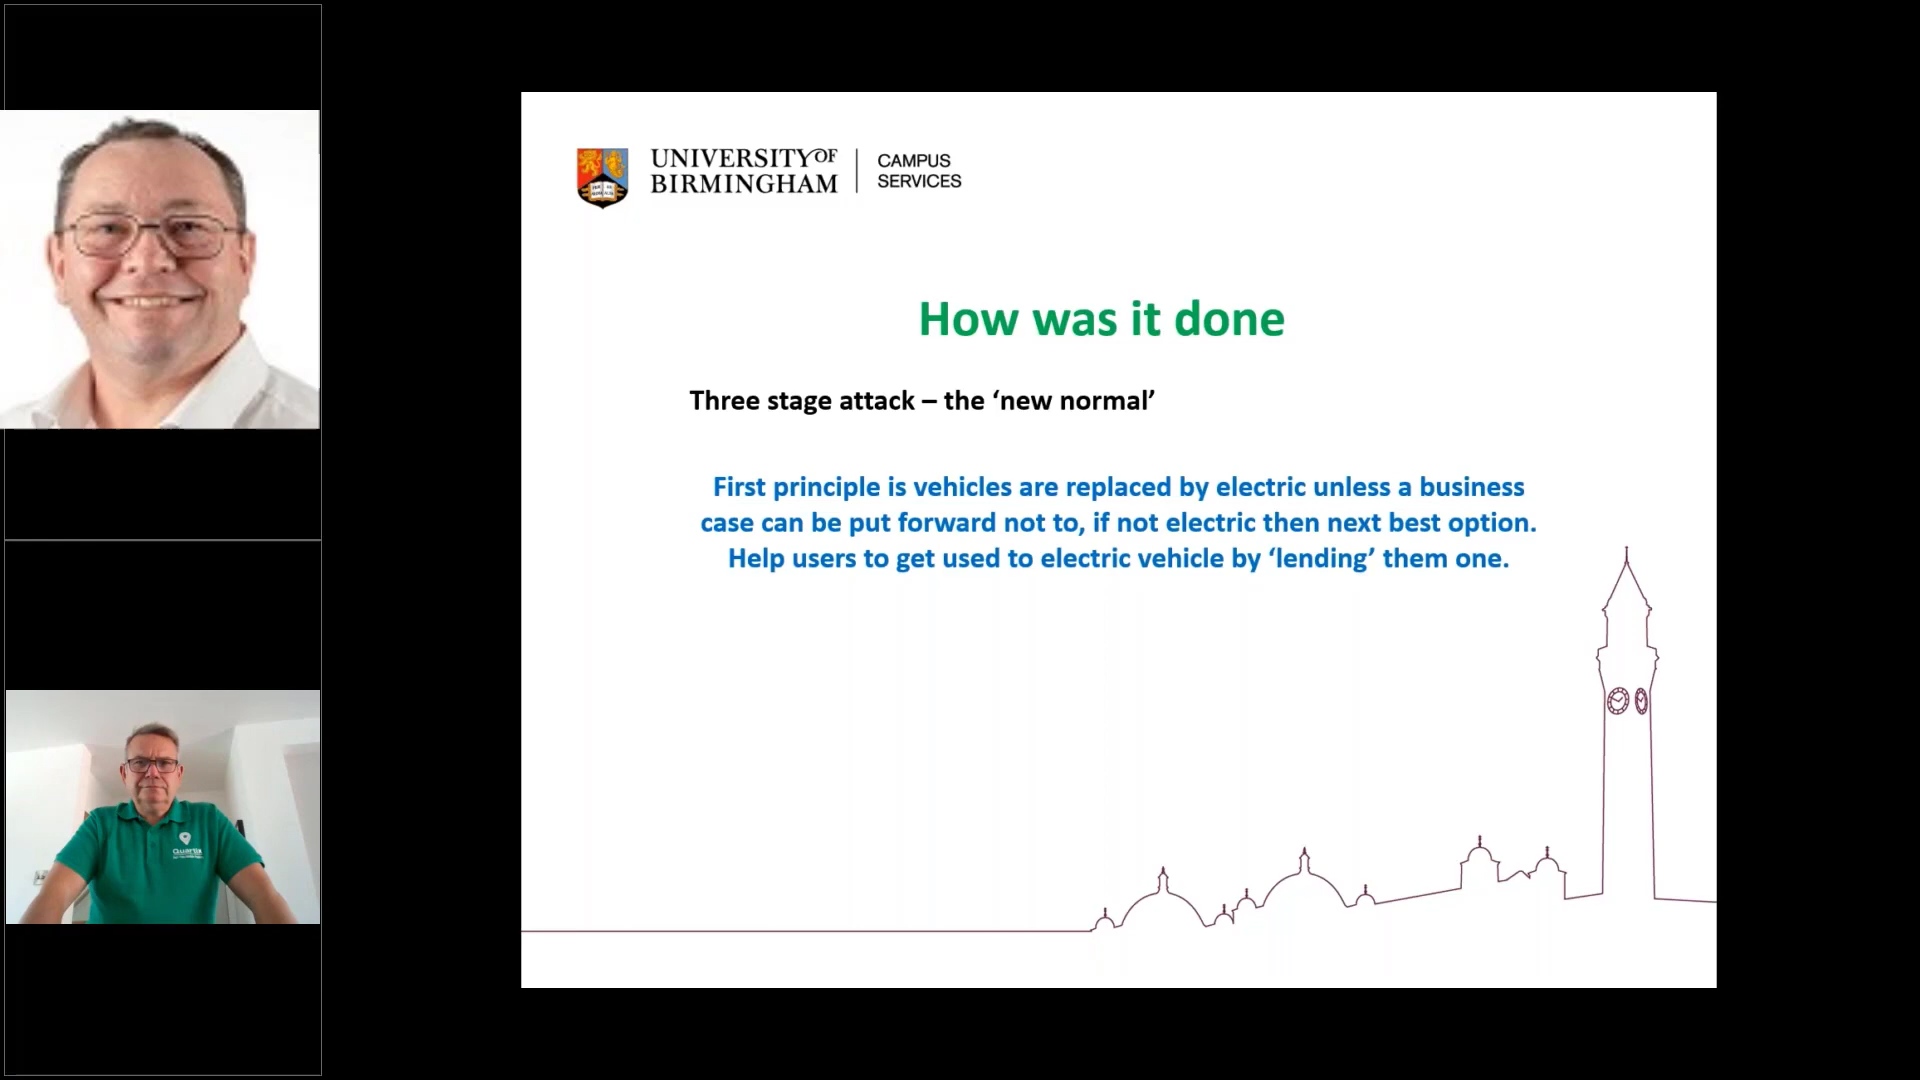 UNIVERSITY OF
BIRMINGHAM
CAMPUS
SERVICES
How was it done
Three stage attack – the ‘new normal’
First principle is vehicles are replaced by electric unless a business
case can be put forward not to, if not electric then next best option.
Help users to get used to electric vehicle by ‘lending’ them one.
Quartix